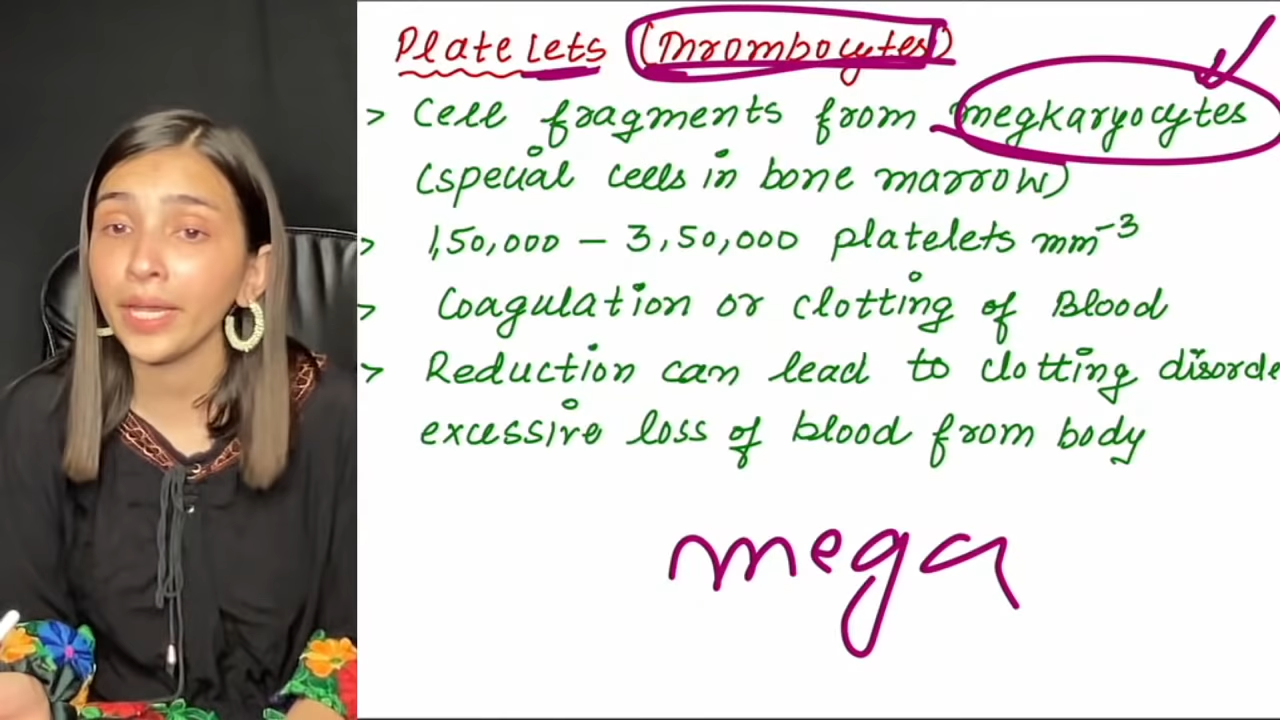 Platelets (Thrombocytes)
> Cell fragments from megkaryocytes
(special cells in bone marrow)
> 1,50,000 – 3,50,000 platelets mm⁻³
> Coagulation or clotting of Blood
> Reduction can lead to clotting disorde
excessive loss of blood from body
mega